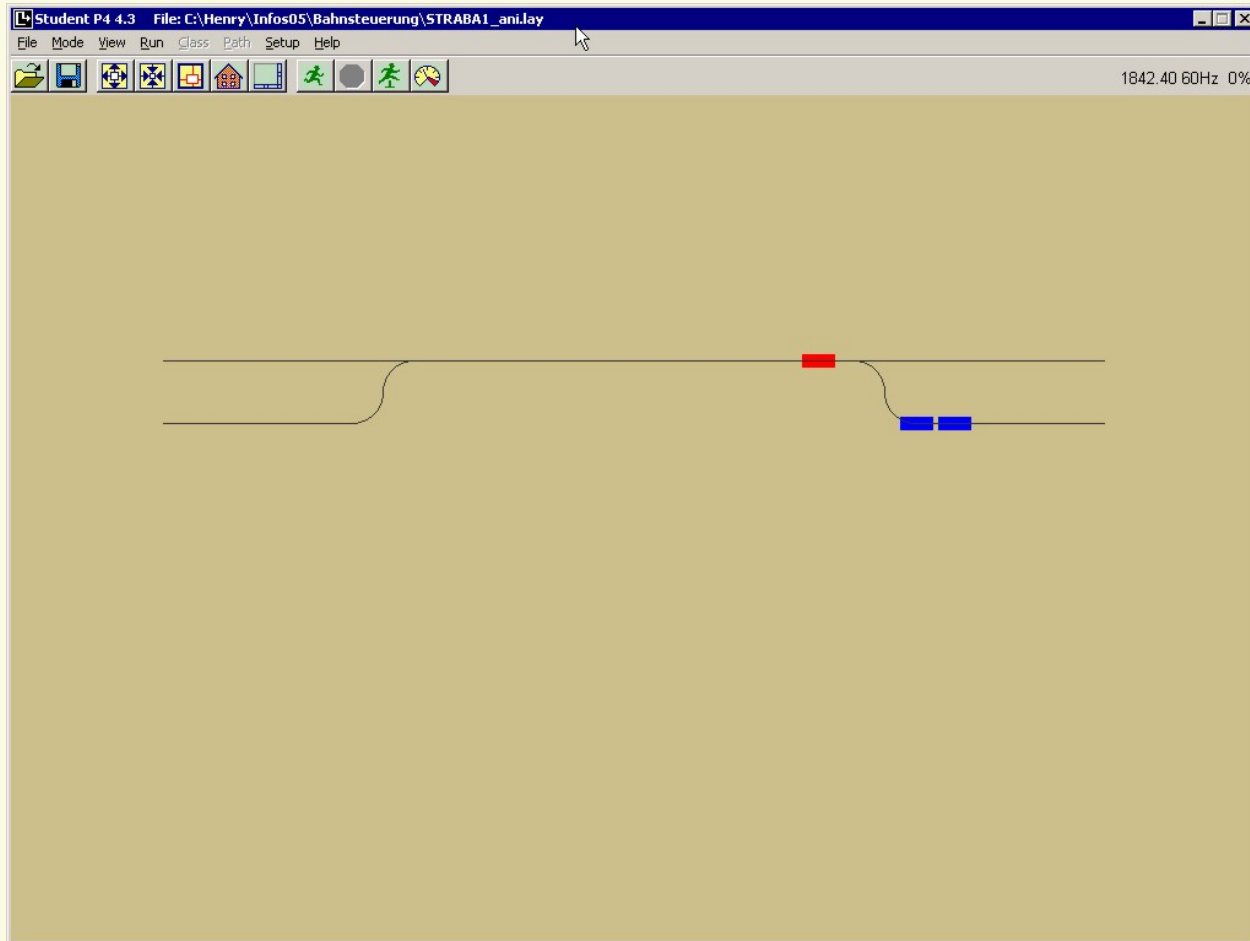 Student P4 4.3 File: C:\Henry\Infos05\Bahnsteuerung\STRABA1_ani.lay
File Mode View Run Class Path Setup Help
1842.40 60Hz 0%